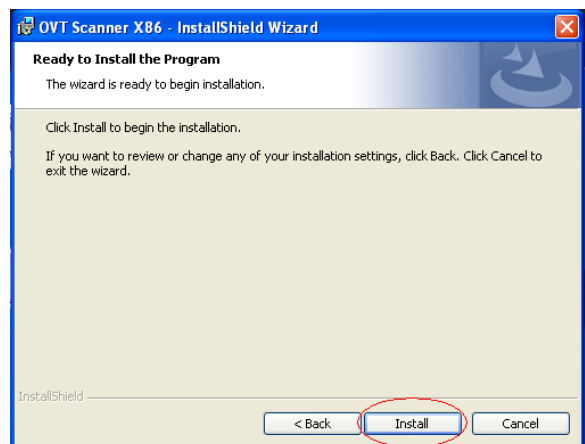 OVT Scanner X86 - InstallShield Wizard
Ready to Install the Program
The wizard is ready to begin installation.
Click Install to begin the installation.
If you want to review or change any of your installation settings, click Back. Click Cancel to
exit the wizard.
InstallShield
< Back Install Cancel